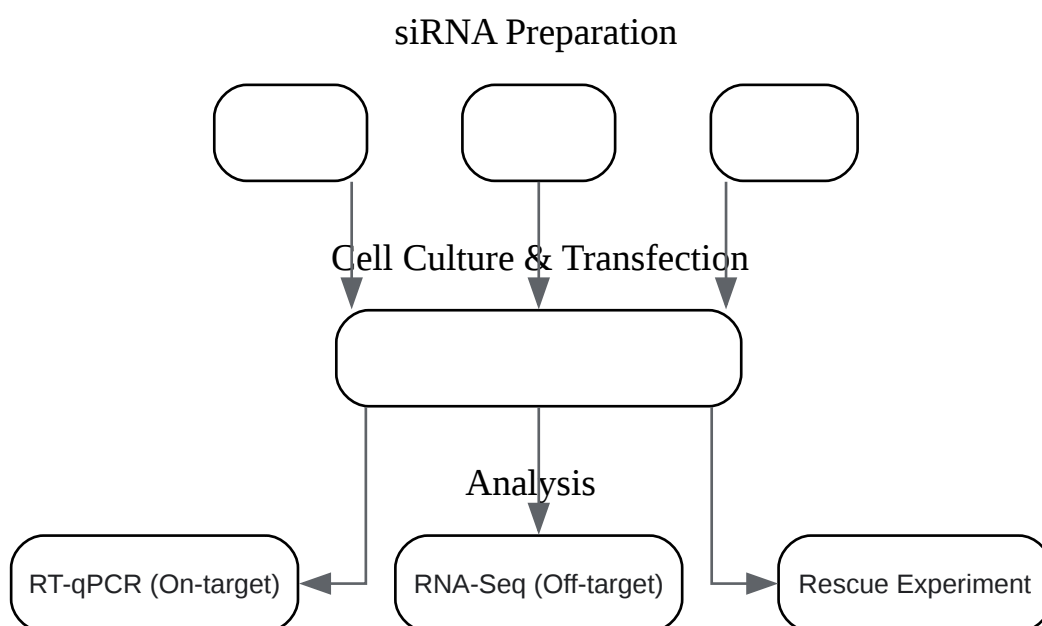 siRNA Preparation
Cell Culture & Transfection
Analysis
RT-qPCR (On-target)
RNA-Seq (Off-target)
Rescue Experiment